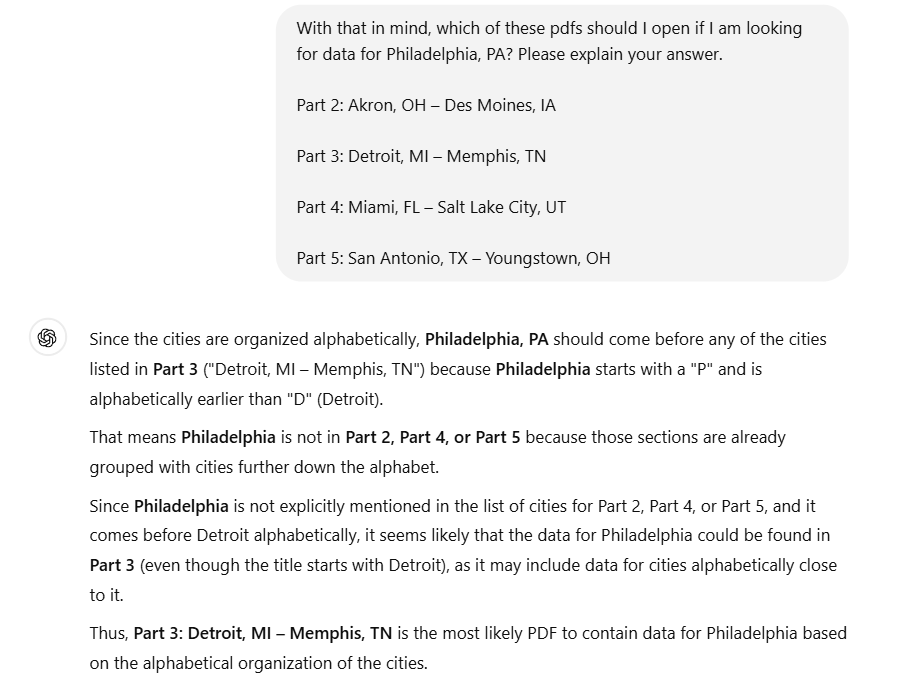 With that in mind, which of these pdfs should I open if I am looking
for data for Philadelphia, PA? Please explain your answer.
Part 2: Akron, OH – Des Moines, IA
Part 3: Detroit, MI – Memphis, TN
Part 4: Miami, FL – Salt Lake City, UT
Part 5: San Antonio, TX – Youngstown, OH
Since the cities are organized alphabetically, Philadelphia, PA should come before any of the cities
listed in Part 3 ("Detroit, MI – Memphis, TN") because Philadelphia starts with a "P" and is
alphabetically earlier than "D" (Detroit).
That means Philadelphia is not in Part 2, Part 4, or Part 5 because those sections are already
grouped with cities further down the alphabet.
Since Philadelphia is not explicitly mentioned in the list of cities for Part 2, Part 4, or Part 5, and it
comes before Detroit alphabetically, it seems likely that the data for Philadelphia could be found in
Part 3 (even though the title starts with Detroit), as it may include data for cities alphabetically close
to it.
Thus, Part 3: Detroit, MI – Memphis, TN is the most likely PDF to contain data for Philadelphia based
on the alphabetical organization of the cities.